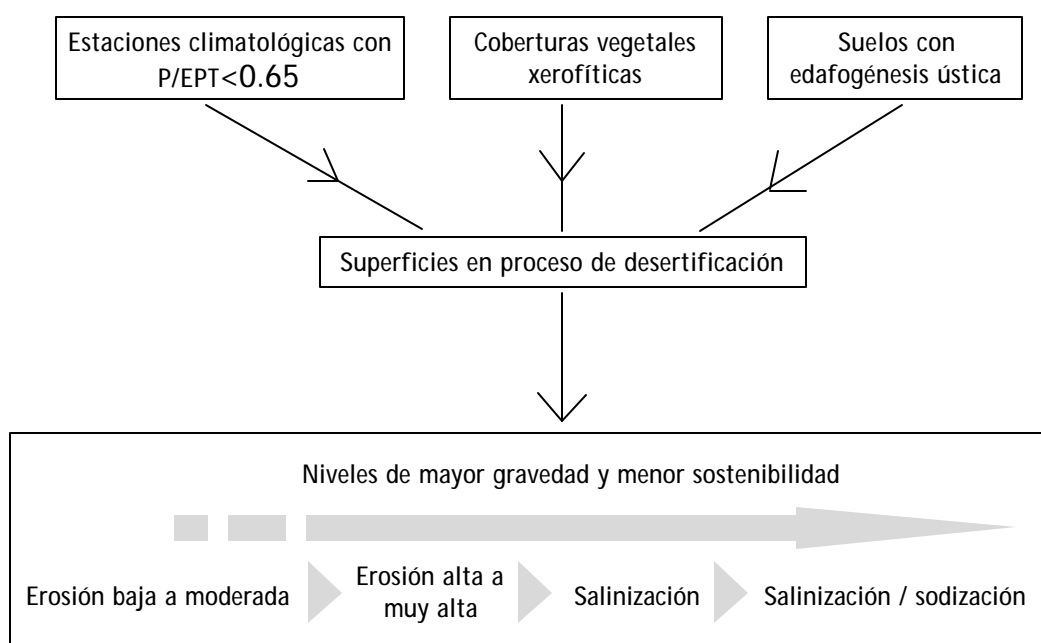 Estaciones climatológicas con
P/EPT<0.65
Coberturas vegetales
xerofíticas
Suelos con
edafogénesis ústica
Superficies en proceso de desertificación
Niveles de mayor gravedad y menor sostenibilidad
Erosión baja a moderada
Erosión alta a
muy alta
Salinización
Salinización / sodización